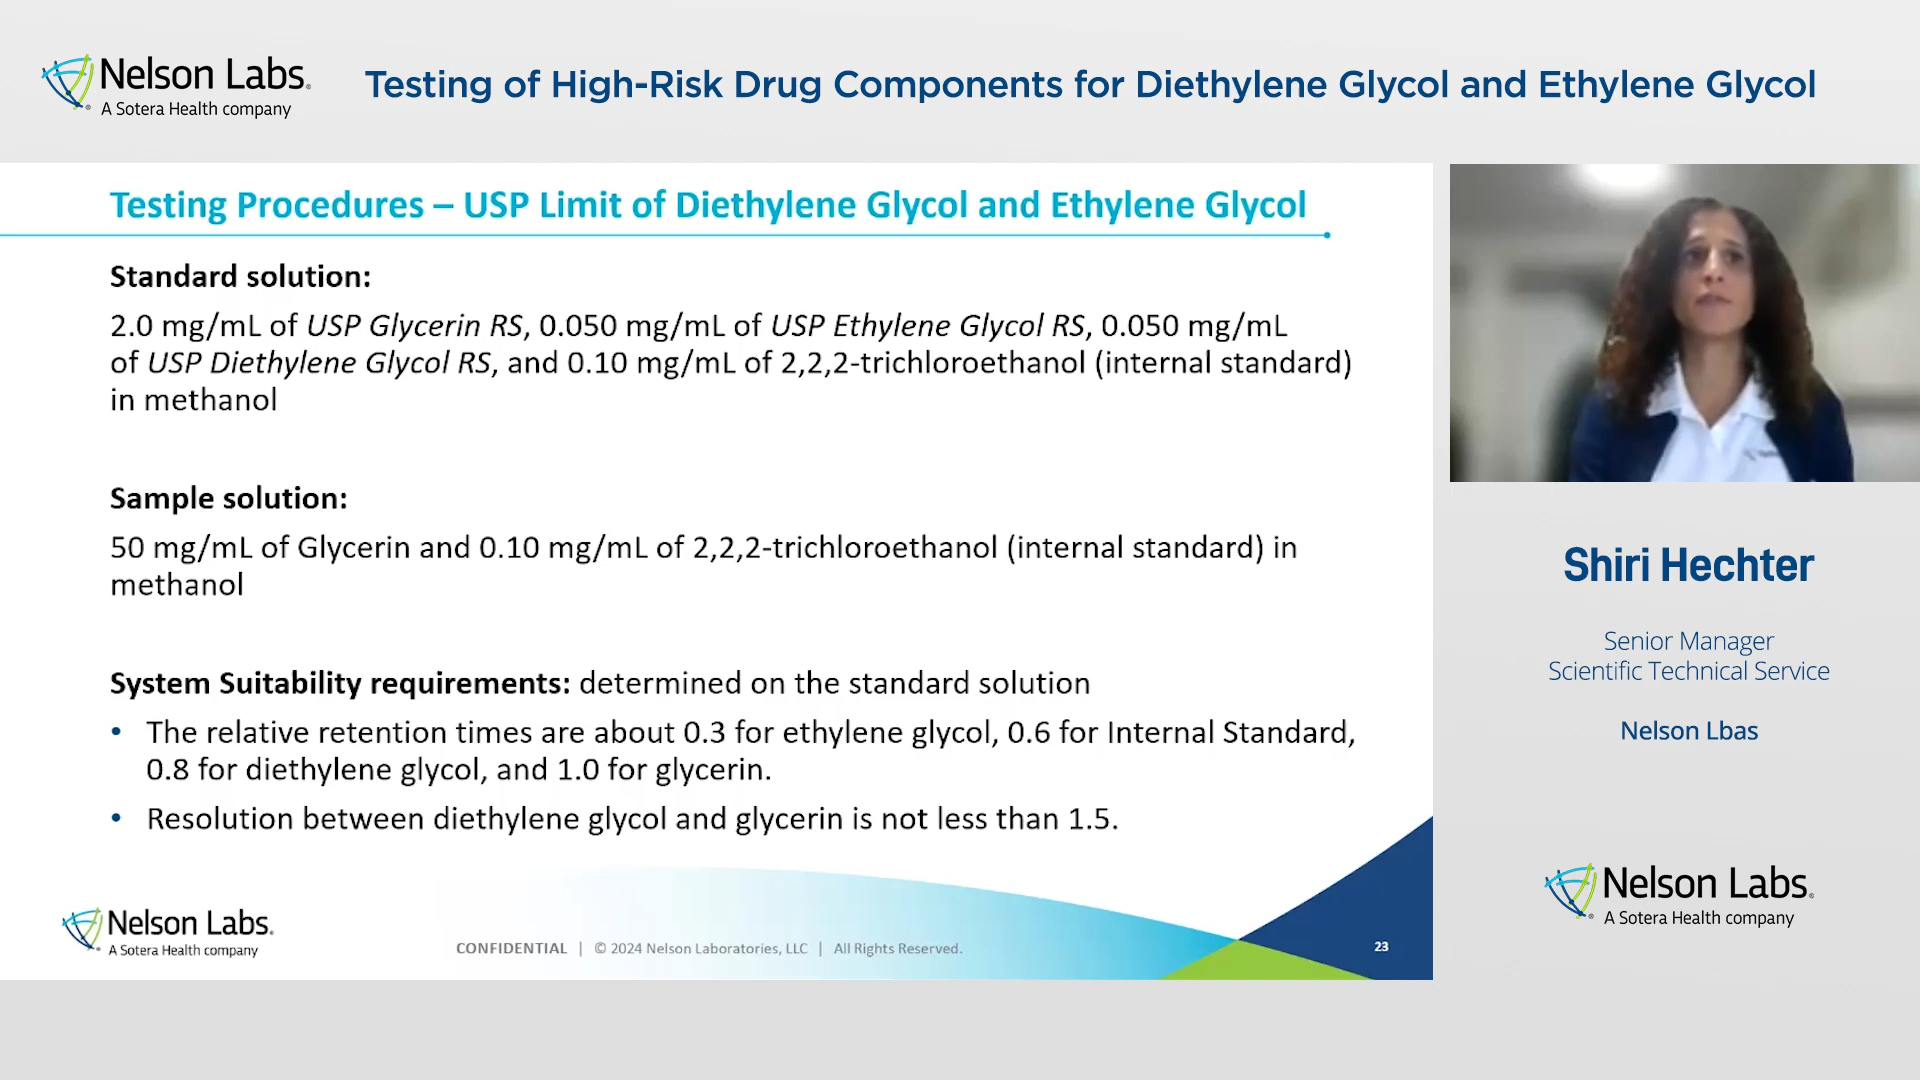 Nelson Labs®
A Sotera Health company
Testing of High-Risk Drug Components for Diethylene Glycol and Ethylene Glycol
Testing Procedures – USP Limit of Diethylene Glycol and Ethylene Glycol
Standard solution:
2.0 mg/mL of USP Glycerin RS, 0.050 mg/mL of USP Ethylene Glycol RS, 0.050 mg/mL
of USP Diethylene Glycol RS, and 0.10 mg/mL of 2,2,2-trichloroethanol (internal standard)
in methanol
Sample solution:
50 mg/mL of Glycerin and 0.10 mg/mL of 2,2,2-trichloroethanol (internal standard) in
methanol
System Suitability requirements: determined on the standard solution
• The relative retention times are about 0.3 for ethylene glycol, 0.6 for Internal Standard,
0.8 for diethylene glycol, and 1.0 for glycerin.
• Resolution between diethylene glycol and glycerin is not less than 1.5.
Nelson Labs®
A Sotera Health company
CONFIDENTIAL | © 2024 Nelson Laboratories, LLC | All Rights Reserved.
23
Shiri Hechter
Senior Manager
Scientific Technical Service
Nelson Lbas
Nelson Labs®
A Sotera Health company